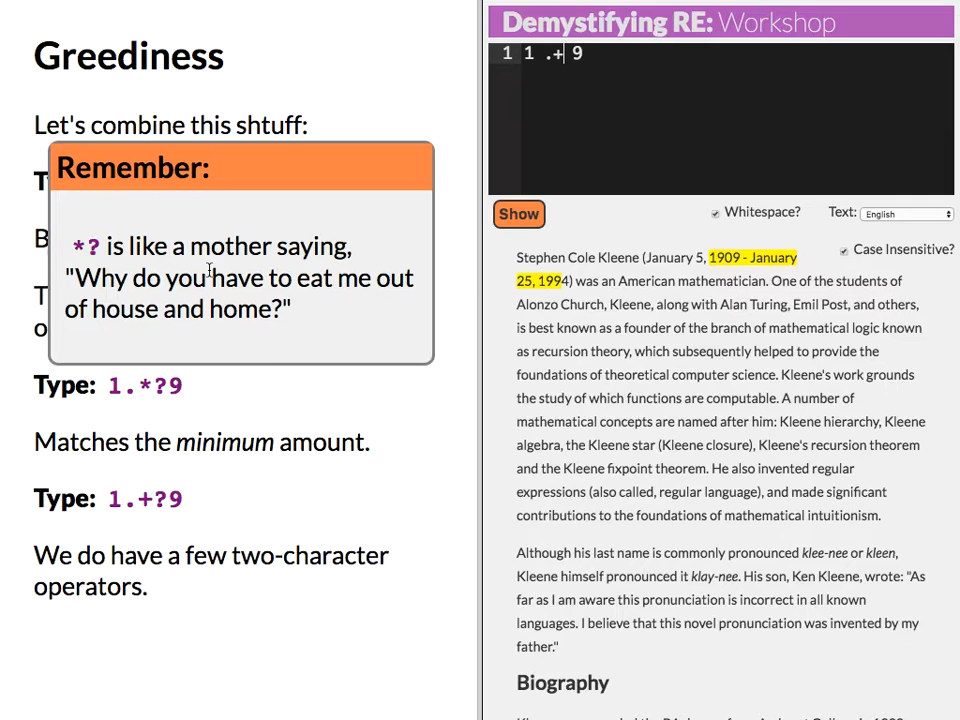 Greediness
Let's combine this shtuff:
Remember:
*? is like a mother saying,
"Why do you have to eat me out
of house and home?"
Type: 1.*?9
Matches the minimum amount.
Type: 1.+?9
We do have a few two-character
operators.
Demystifying RE: Workshop
1 1 .+ 9
Show
Whitespace?
Text: English
Case Insensitive?
Stephen Cole Kleene (January 5, 1909 - January
25, 1994) was an American mathematician. One of the students of
Alonzo Church, Kleene, along with Alan Turing, Emil Post, and others,
is best known as a founder of the branch of mathematical logic known
as recursion theory, which subsequently helped to provide the
foundations of theoretical computer science. Kleene's work grounds
the study of which functions are computable. A number of
mathematical concepts are named after him: Kleene hierarchy, Kleene
algebra, the Kleene star (Kleene closure), Kleene's recursion theorem
and the Kleene fixpoint theorem. He also invented regular
expressions (also called, regular language), and made significant
contributions to the foundations of mathematical intuitionism.
Although his last name is commonly pronounced klee-nee or kleen,
Kleene himself pronounced it klay-nee. His son, Ken Kleene, wrote: "As
far as I am aware this pronunciation is incorrect in all known
languages. I believe that this novel pronunciation was invented by my
father."
Biography